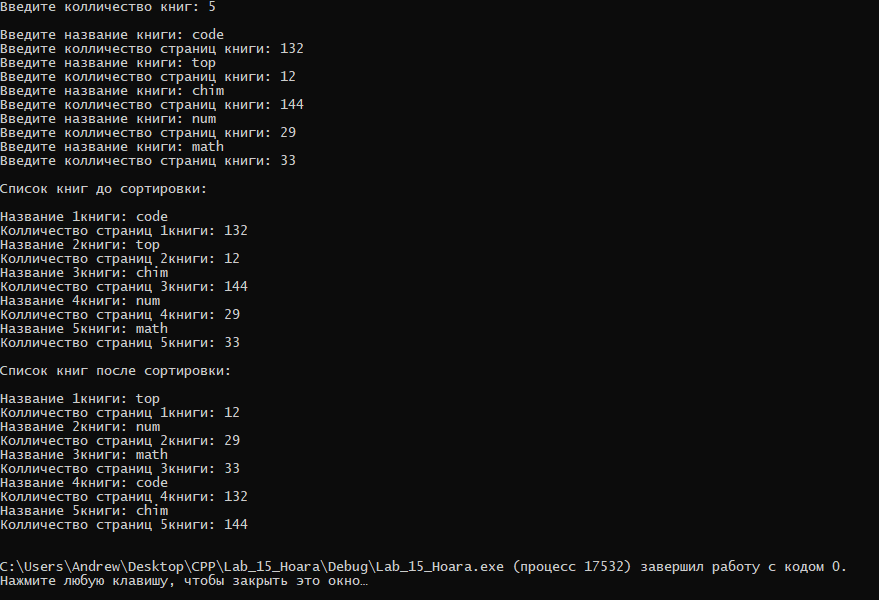 Введите колличество книг: 5
Введите название книги: code
Введите колличество страниц книги: 132
Введите название книги: top
Введите колличество страниц книги: 12
Введите название книги: chim
Введите колличество страниц книги: 144
Введите название книги: num
Введите колличество страниц книги: 29
Введите название книги: math
Введите колличество страниц книги: 33
Список книг до сортировки:
Название 1книги: code
Колличество страниц 1книги: 132
Название 2книги: top
Колличество страниц 2книги: 12
Название 3книги: chim
Колличество страниц 3книги: 144
Название 4книги: num
Колличество страниц 4книги: 29
Название 5книги: math
Колличество страниц 5книги: 33
Список книг после сортировки:
Название 1книги: top
Колличество страниц 1книги: 12
Название 2книги: num
Колличество страниц 2книги: 29
Название 3книги: math
Колличество страниц 3книги: 33
Название 4книги: code
Колличество страниц 4книги: 132
Название 5книги: chim
Колличество страниц 5книги: 144
C:\Users\Andrew\Desktop\CPP\Lab_15_Hoara\Debug\Lab_15_Hoara.exe (процесс 17532) завершил работу с кодом 0.
Нажмите любую клавишу, чтобы закрыть это окно…